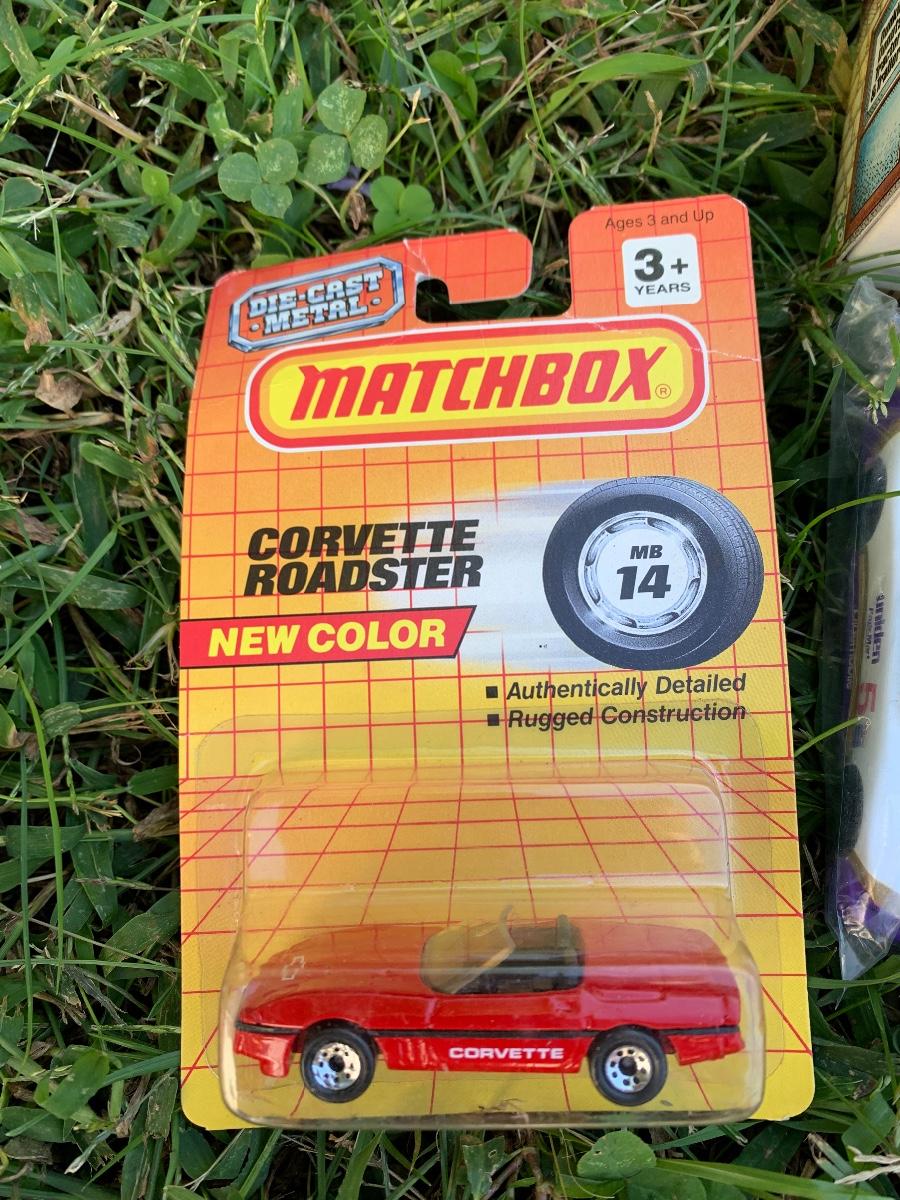 Ages 3 and Up
3+
YEARS
DIE-CAST
•METAL•
MATCHBOX®
CORVETTE
ROADSTER
MB
14
NEW COLOR
■ Authentically Detailed
■ Rugged Construction
CORVETTE